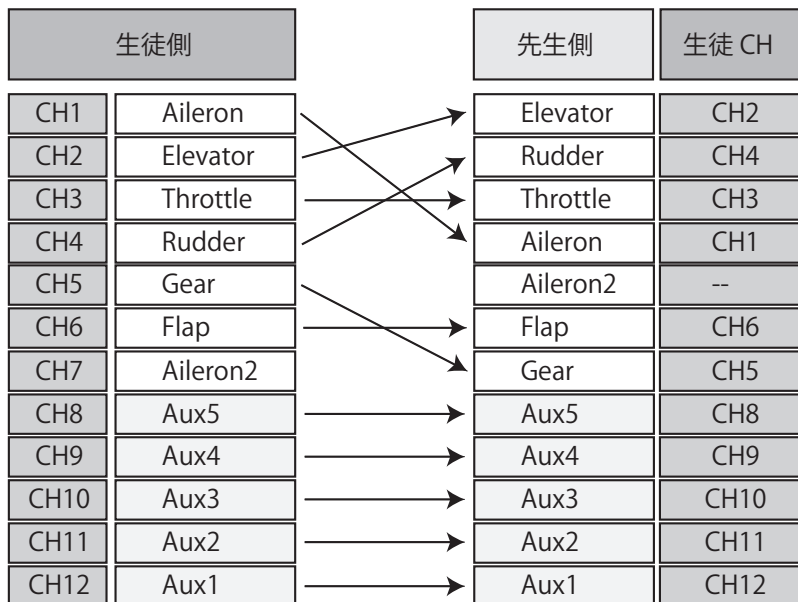 生徒側 先生側 生徒 CH
CH1 Aileron Elevator CH2
CH2 Elevator Rudder CH4
CH3 Throttle Throttle CH3
CH4 Rudder Aileron CH1
CH5 Gear Aileron2 --
CH6 Flap Flap CH6
CH7 Aileron2 Gear CH5
CH8 Aux5 Aux5 CH8
CH9 Aux4 Aux4 CH9
CH10 Aux3 Aux3 CH10
CH11 Aux2 Aux2 CH11
CH12 Aux1 Aux1 CH12